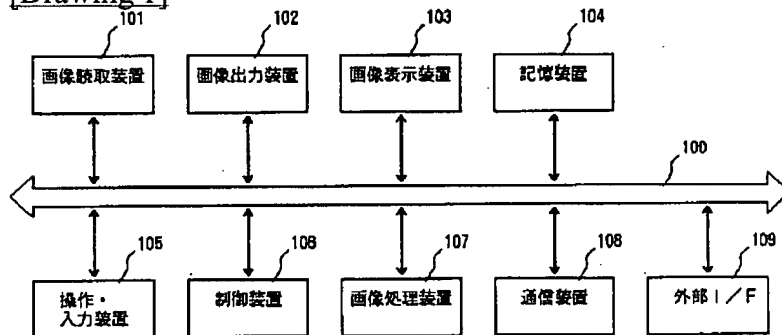 [Drawing 1]
101
102
103
104
画像読取装置
画像出力装置
画像表示装置
記憶装置
100
105
106
107
108
109
操作・
入力装置
制御装置
画像処理装置
通信装置
外部I/F